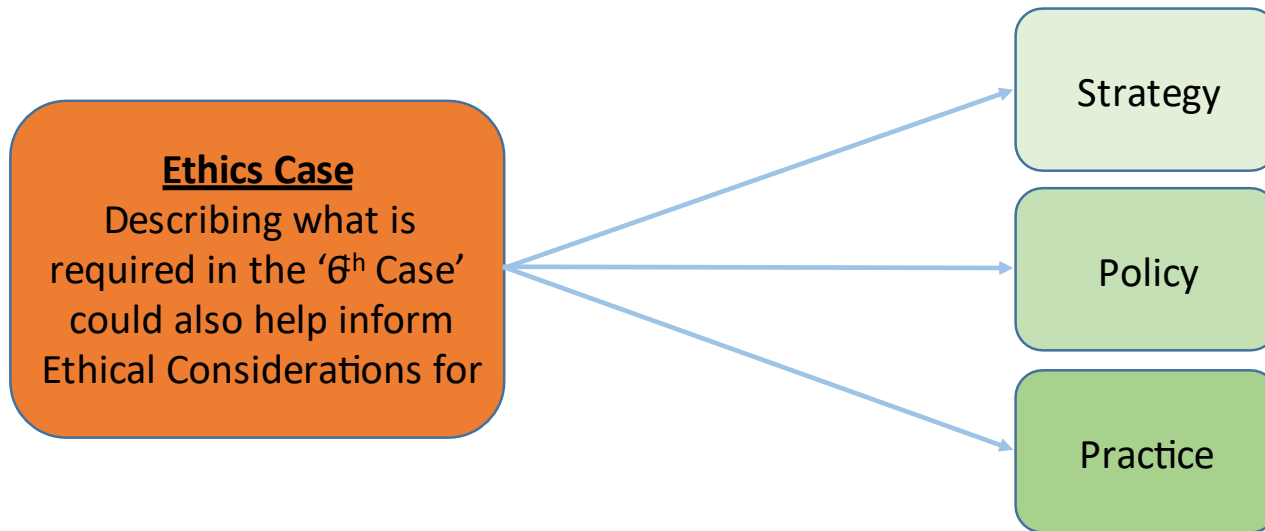 Ethics Case
Describing what is
required in the ‘6th Case’
could also help inform
Ethical Considerations for
Strategy
Policy
Practice